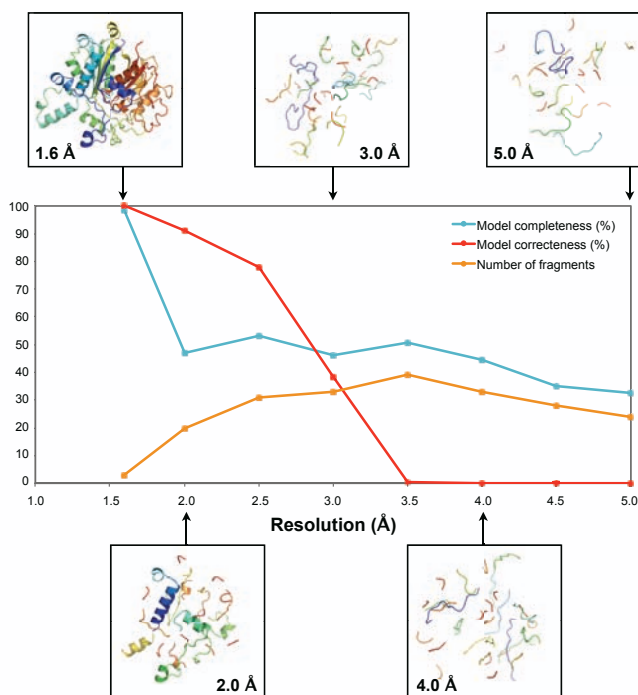 1.6 Å
3.0 Å
5.0 Å
100
90
80
70
60
50
40
30
20
10
0
Model completeness (%)
Model correcteness (%)
Number of fragments
1.0 1.5 2.0 2.5 3.0 3.5 4.0 4.5 5.0
Resolution (Å)
2.0 Å
4.0 Å